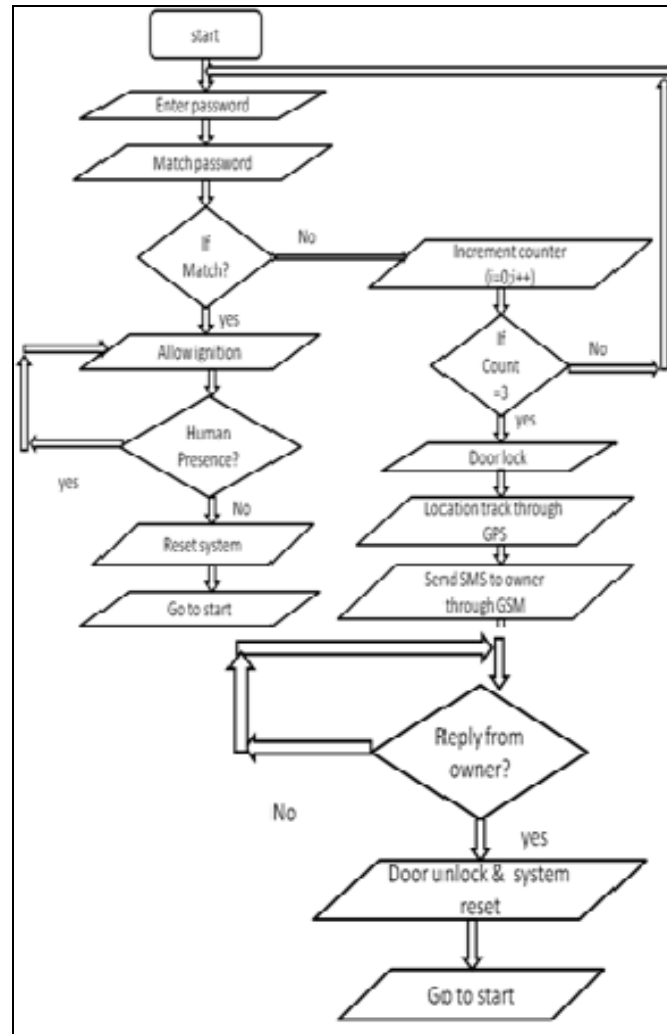 start
Enter password
Match password
If
Match?
No
yes
Increment counter
(i=0;i++)
Allow ignition
If
Count
=3
No
yes
Human
Presence?
yes
No
Door lock
Reset system
Location track through
GPS
Go to start
Send SMS to owner
through GSM
Reply from
owner?
No
yes
Door unlock & system
reset
Go to start